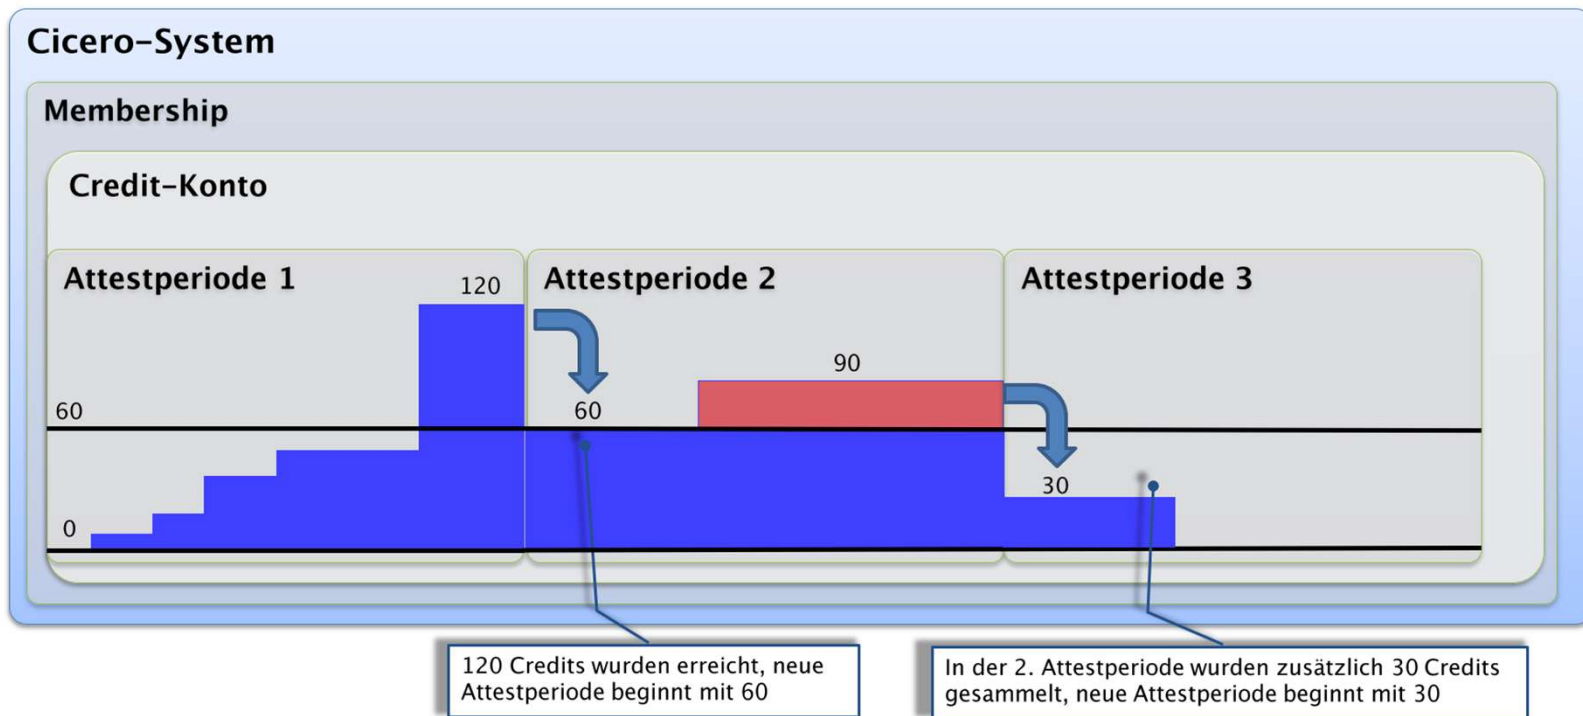 Cicero-System
Membership
Credit-Konto
Attestperiode 1
Attestperiode 2
Attestperiode 3
120
90
60
60
30
0
120 Credits wurden erreicht, neue
Attestperiode beginnt mit 60
In der 2. Attestperiode wurden zusätzlich 30 Credits
gesammelt, neue Attestperiode beginnt mit 30